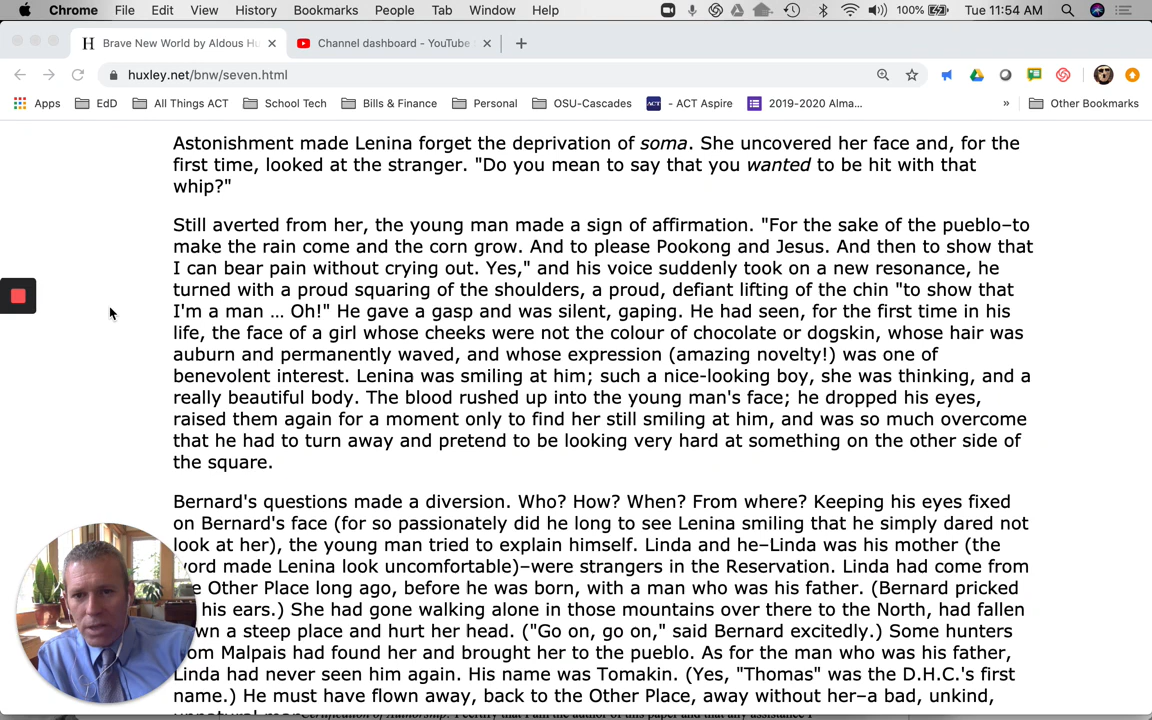 Chrome File Edit View History Bookmarks People Tab Window Help 100% Tue 11:54 AM
H Brave New World by Aldous Hu Channel dashboard - YouTube
huxley.net/bnw/seven.html
Apps EdD All Things ACT School Tech Bills & Finance Personal OSU-Cascades ACT - ACT Aspire 2019-2020 Alma... » Other Bookmarks
Astonishment made Lenina forget the deprivation of soma. She uncovered her face and, for the
first time, looked at the stranger. "Do you mean to say that you wanted to be hit with that
whip?"
Still averted from her, the young man made a sign of affirmation. "For the sake of the pueblo–to
make the rain come and the corn grow. And to please Pookong and Jesus. And then to show that
I can bear pain without crying out. Yes," and his voice suddenly took on a new resonance, he
turned with a proud squaring of the shoulders, a proud, defiant lifting of the chin "to show that
I'm a man … Oh!" He gave a gasp and was silent, gaping. He had seen, for the first time in his
life, the face of a girl whose cheeks were not the colour of chocolate or dogskin, whose hair was
auburn and permanently waved, and whose expression (amazing novelty!) was one of
benevolent interest. Lenina was smiling at him; such a nice-looking boy, she was thinking, and a
really beautiful body. The blood rushed up into the young man's face; he dropped his eyes,
raised them again for a moment only to find her still smiling at him, and was so much overcome
that he had to turn away and pretend to be looking very hard at something on the other side of
the square.
Bernard's questions made a diversion. Who? How? When? From where? Keeping his eyes fixed
on Bernard's face (for so passionately did he long to see Lenina smiling that he simply dared not
look at her), the young man tried to explain himself. Linda and he–Linda was his mother (the
word made Lenina look uncomfortable)–were strangers in the Reservation. Linda had come from
the Other Place long ago, before he was born, with a man who was his father. (Bernard pricked
his ears.) She had gone walking alone in those mountains over there to the North, had fallen
down a steep place and hurt her head. ("Go on, go on," said Bernard excitedly.) Some hunters
from Malpais had found her and brought her to the pueblo. As for the man who was his father,
Linda had never seen him again. His name was Tomakin. (Yes, "Thomas" was the D.H.C.'s first
name.) He must have flown away, back to the Other Place, away without her–a bad, unkind,
unnatural man
Certification of Authorship: I certify that I am the author of this paper and that any assistance I